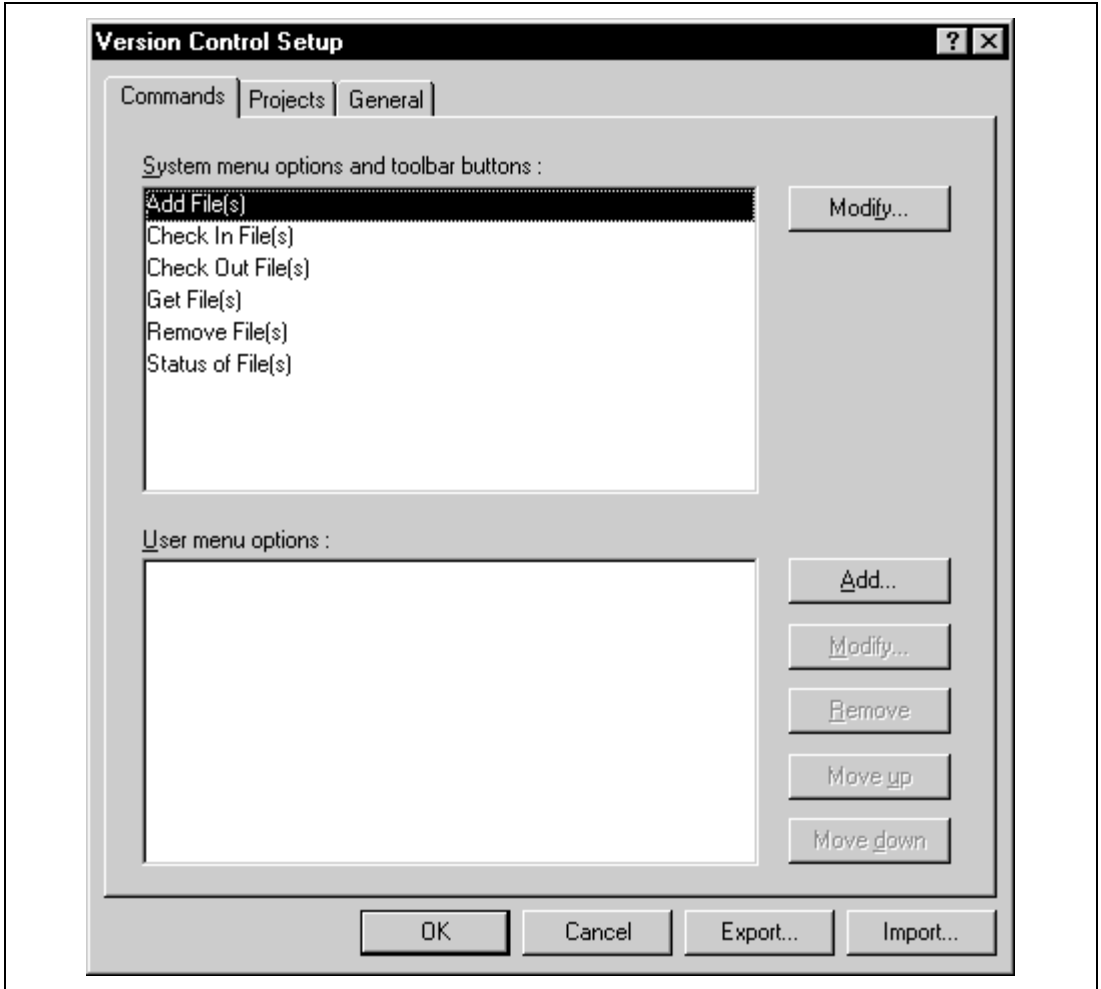 Version Control Setup
Commands Projects General
System menu options and toolbar buttons :
Add File(s)
Modify...
Check In File(s)
Check Out File(s)
Get File(s)
Remove File(s)
Status of File(s)
User menu options :
Add...
Modify...
Remove
Move up
Move down
OK Cancel Export... Import...